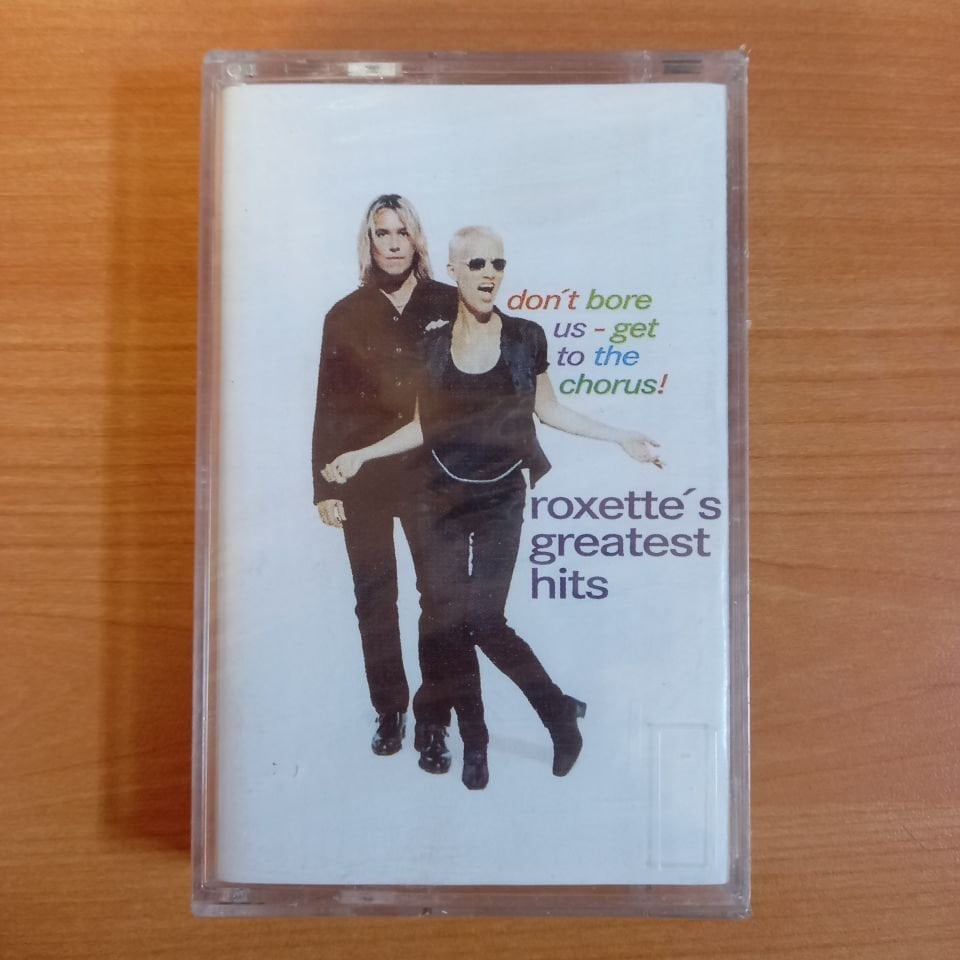 don´t bore
us - get
to the
chorus!
roxette´s
greatest
hits